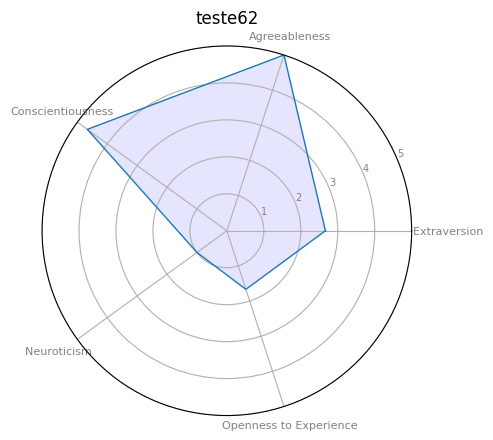 teste62
Agreeableness
Conscientiousness
5
4
3
2
1
Extraversion
Neuroticism
Openness to Experience